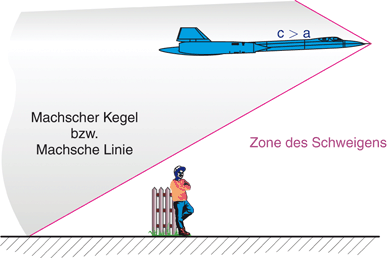 c > a
Machscher Kegel
bzw.
Machsche Linie
Zone des Schweigens